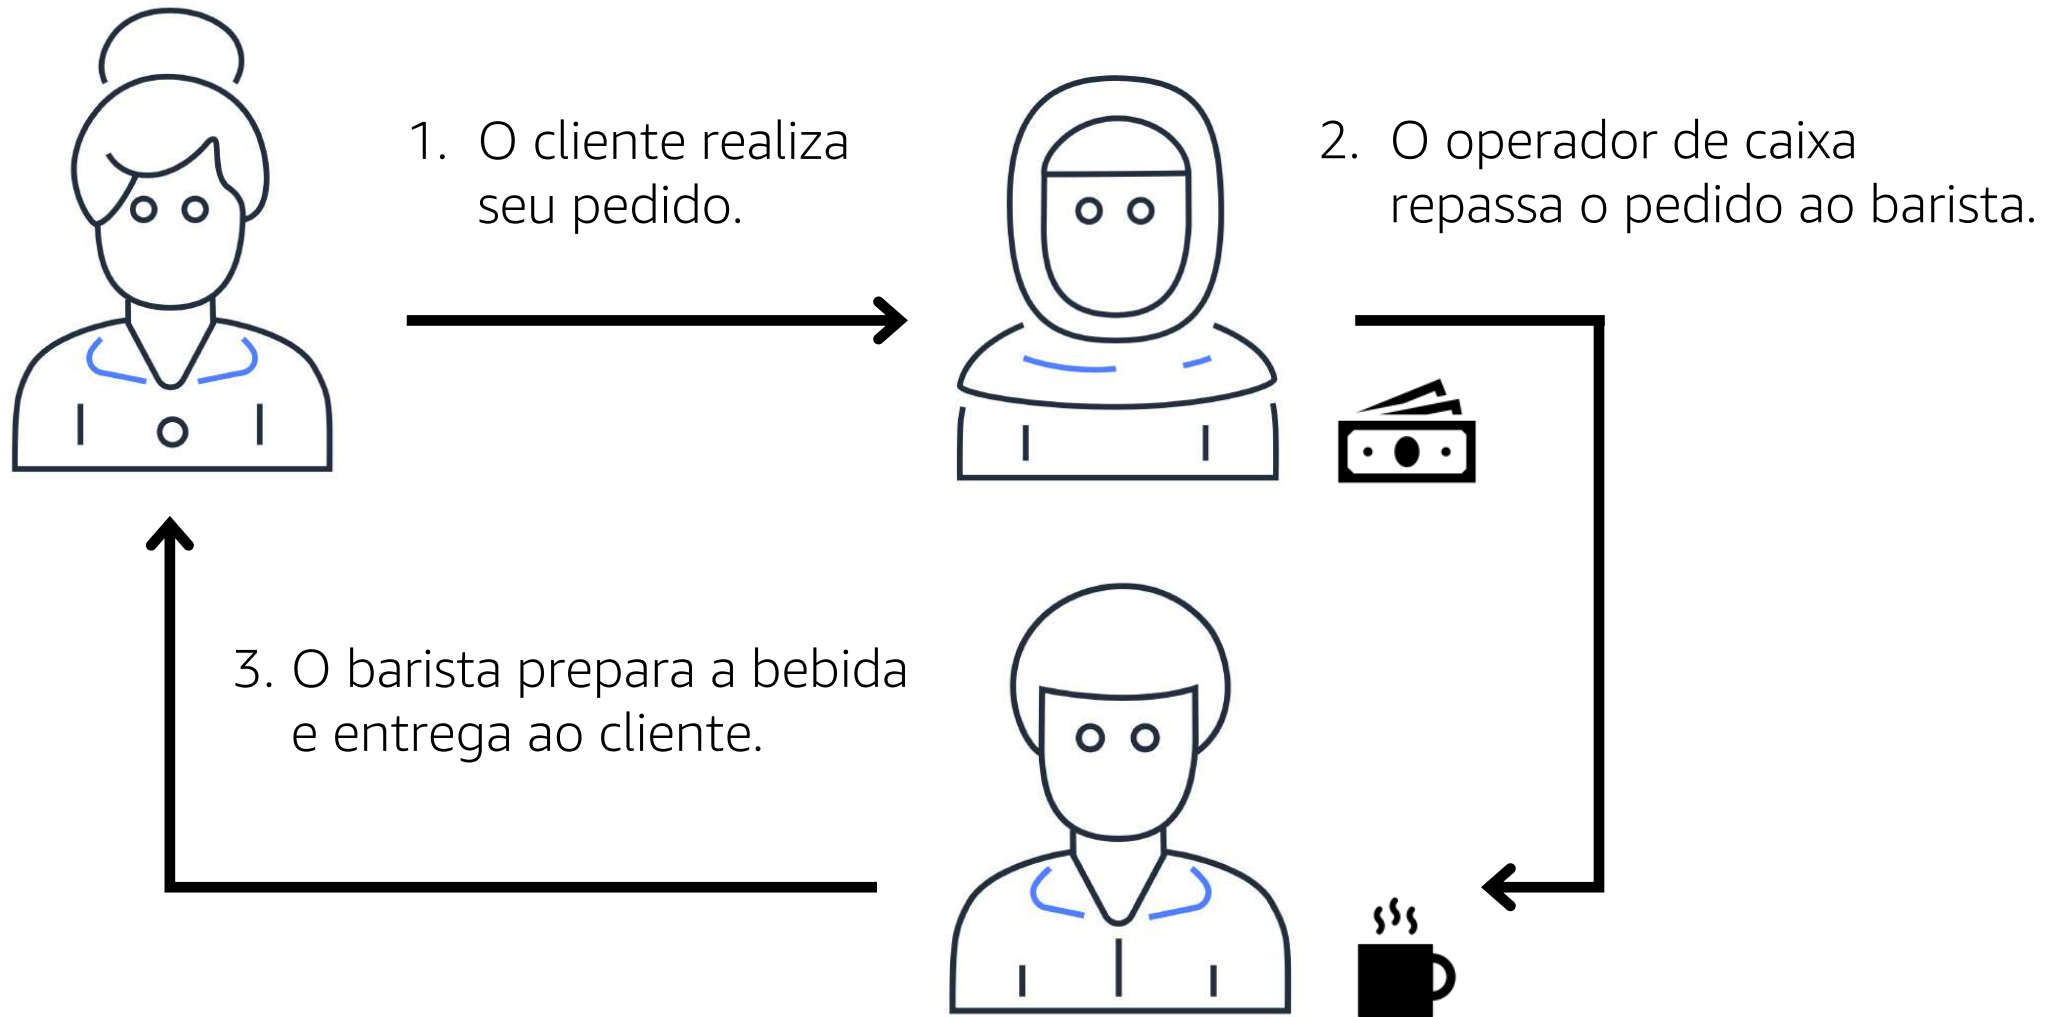 1. O cliente realiza
seu pedido.
2. O operador de caixa
repassa o pedido ao barista.
3. O barista prepara a bebida
e entrega ao cliente.